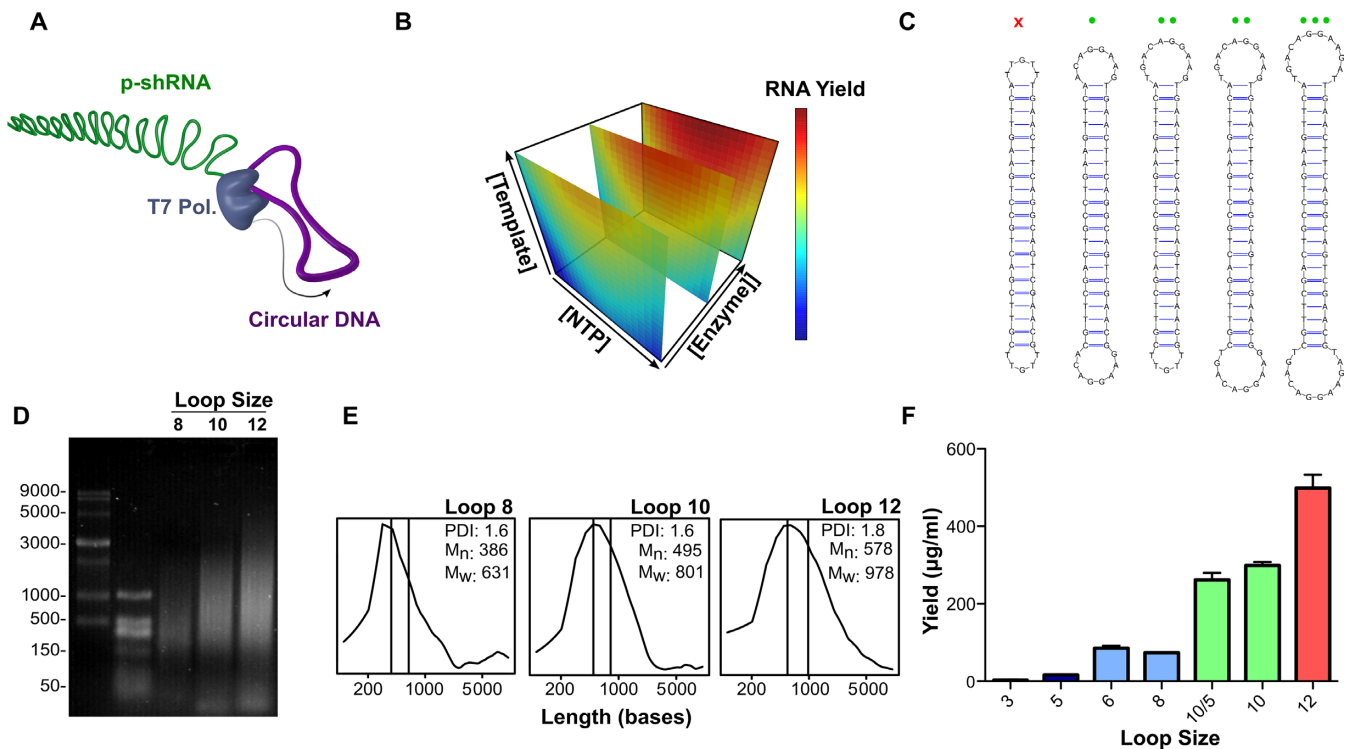 A
p-shRNA
T7 Pol.
Circular DNA
B
RNA Yield
[Template]
[NTP]
[Enzyme]]
C
x
D
Loop Size
8 10 12
9000-
5000-
3000-
1000-
500-
150-
50-
E
Loop 8
PDI: 1.6
Mn: 386
Mw: 631
Loop 10
PDI: 1.6
Mn: 495
Mw: 801
Loop 12
PDI: 1.8
Mn: 578
Mw: 978
200 1000 5000
200 1000 5000
200 1000 5000
Length (bases)
F
Yield (µg/ml)
600
400
200
0
3 5 6 8 10/5 10 12
Loop Size